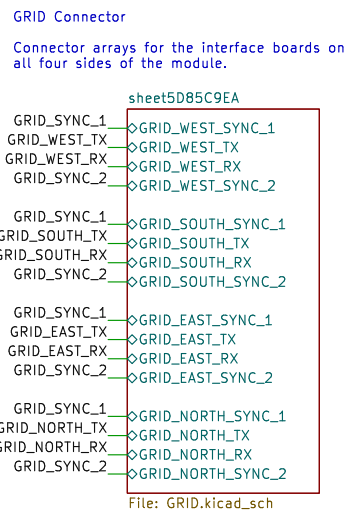 GRID Connector
Connector arrays for the interface boards on
all four sides of the module.
sheet5D85C9EA
GRID_SYNC_1 GRID_WEST_SYNC_1
GRID_WEST_TX GRID_WEST_TX
GRID_WEST_RX GRID_WEST_RX
GRID_SYNC_2 GRID_WEST_SYNC_2
GRID_SYNC_1 GRID_SOUTH_SYNC_1
GRID_SOUTH_TX GRID_SOUTH_TX
GRID_SOUTH_RX GRID_SOUTH_RX
GRID_SYNC_2 GRID_SOUTH_SYNC_2
GRID_SYNC_1 GRID_EAST_SYNC_1
GRID_EAST_TX GRID_EAST_TX
GRID_EAST_RX GRID_EAST_RX
GRID_SYNC_2 GRID_EAST_SYNC_2
GRID_SYNC_1 GRID_NORTH_SYNC_1
GRID_NORTH_TX GRID_NORTH_TX
GRID_NORTH_RX GRID_NORTH_RX
GRID_SYNC_2 GRID_NORTH_SYNC_2
File: GRID.kicad_sch